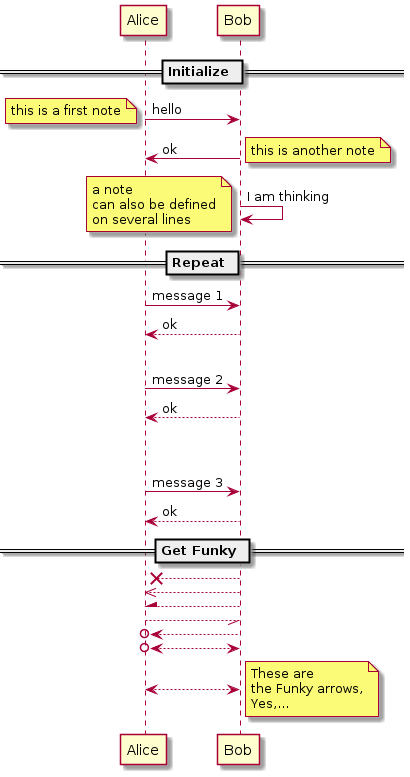 Alice
Bob
Initialize
this is a first note
hello
ok
this is another note
a note
can also be defined
on several lines
I am thinking
Repeat
message 1
ok
message 2
ok
message 3
ok
Get Funky
These are
the Funky arrows,
Yes,...
Alice
Bob